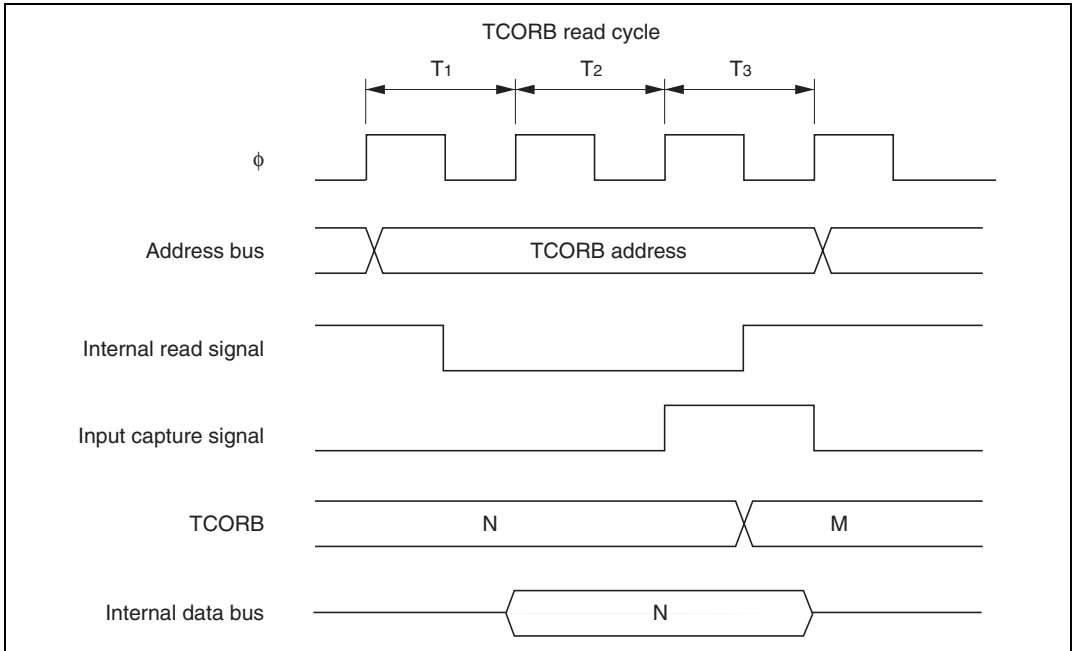 TCORB read cycle
T1 T2 T3
ϕ
Address bus TCORB address
Internal read signal
Input capture signal
TCORB N M
Internal data bus N